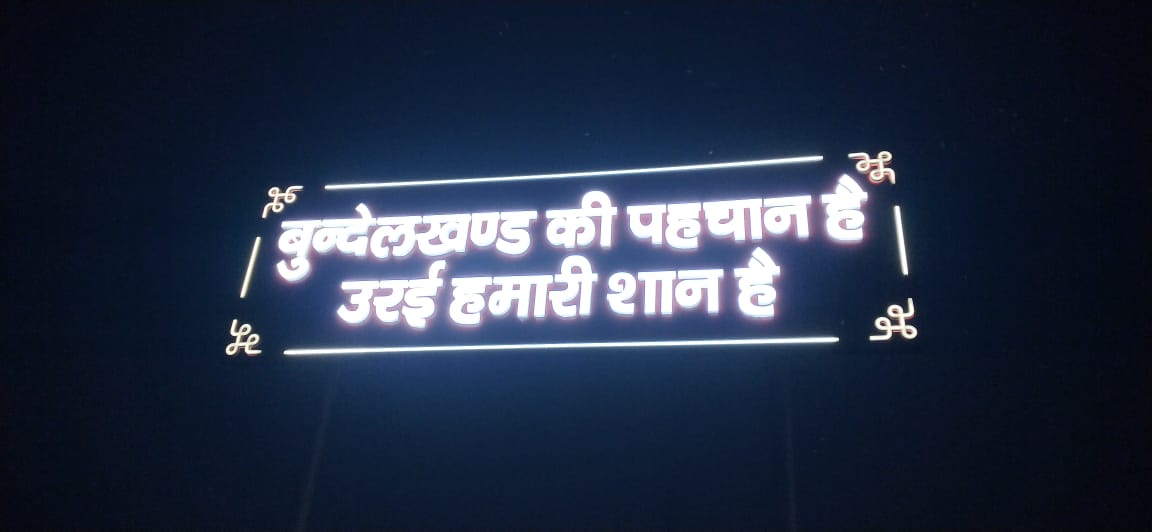 बुन्देलखण्ड की पहचान है
उरई हमारी शान है